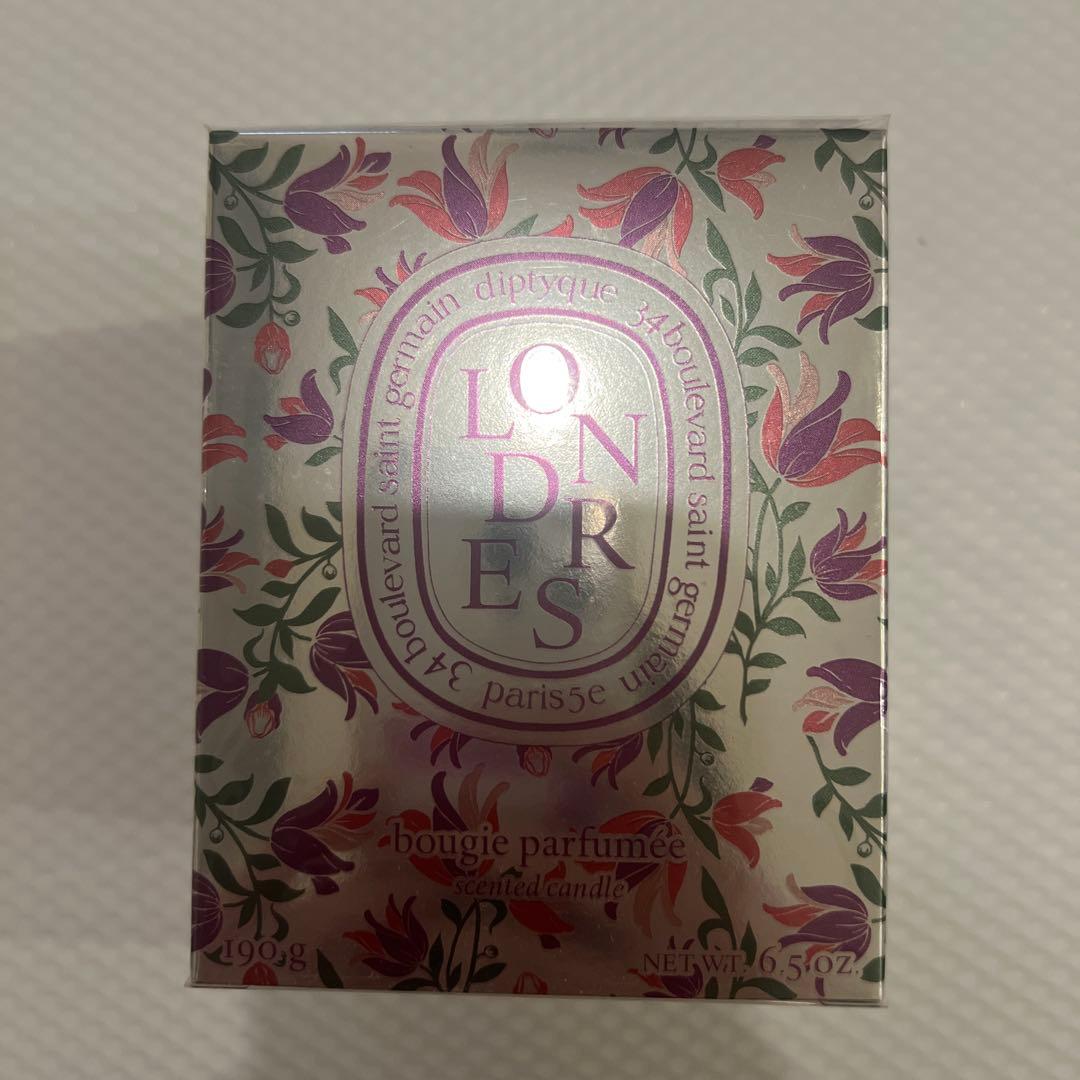 diptyque 34 boulevard saint germain paris5e 34 boulevard saint germain
LONDRES
bougie parfumée
scented candle
190 g
NET WT. 6.5 OZ.